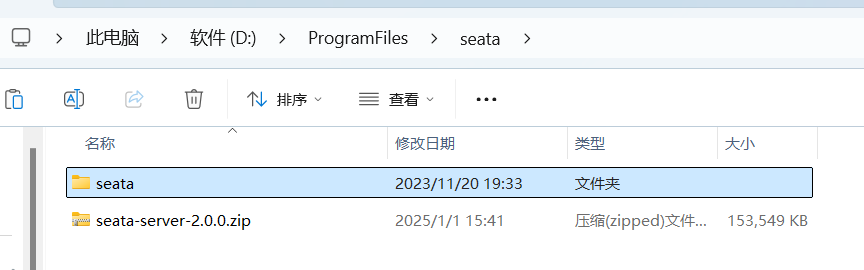 此电脑 > 软件 (D:) > ProgramFiles > seata >
排序 查看
名称 修改日期 类型 大小
seata 2023/11/20 19:33 文件夹
seata-server-2.0.0.zip 2025/1/1 15:41 压缩(zipped)文件... 153,549 KB